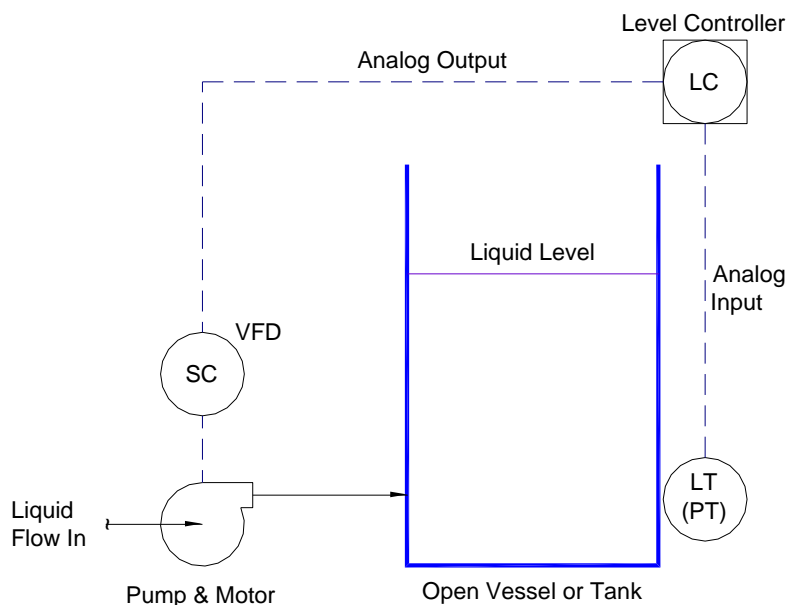 Level Controller
Analog Output
LC
Liquid Level
Analog
Input
VFD
SC
LT
(PT)
Liquid
Flow In
Pump & Motor
Open Vessel or Tank